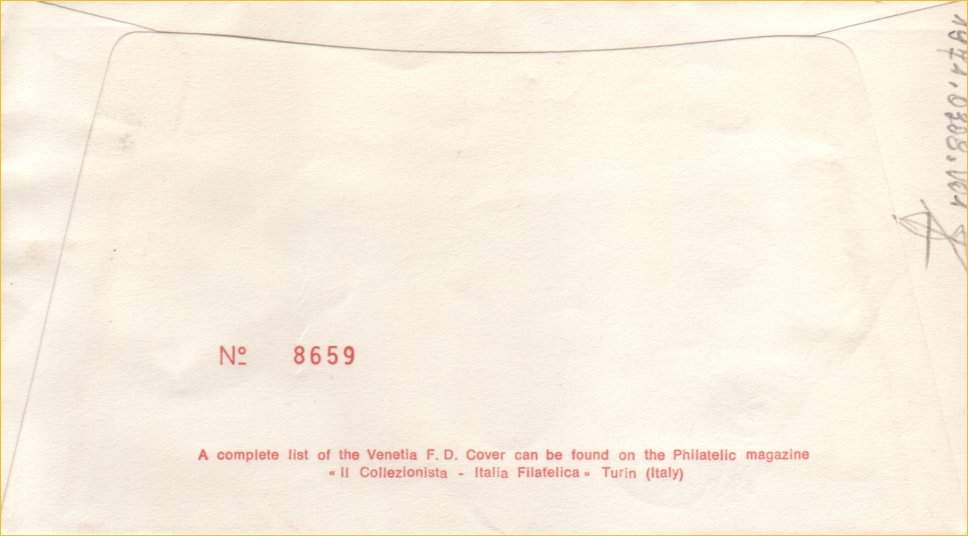 Nº 8659
A complete list of the Venetia F. D. Cover can be found on the Philatelic magazine
« Il Collezionista - Italia Filatelica » Turin (Italy)